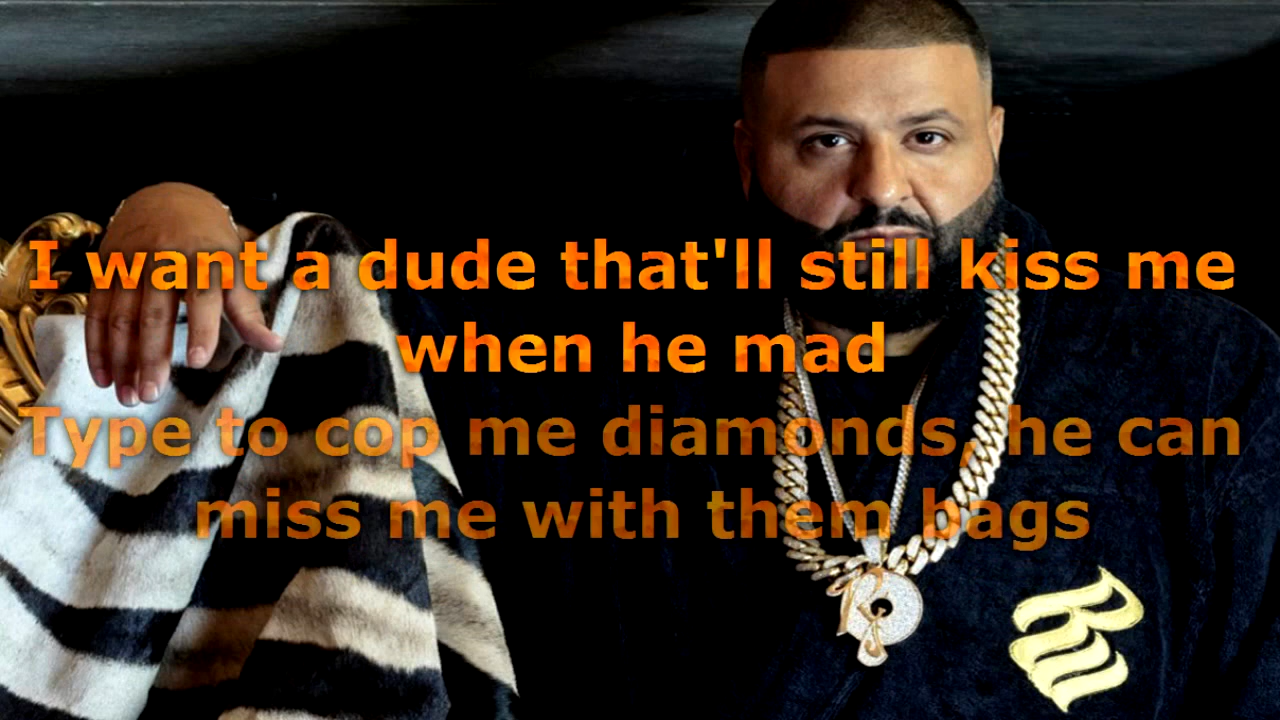 I want a dude that'll still kiss me
when he mad
Type to cop me diamonds, he can
miss me with them bags